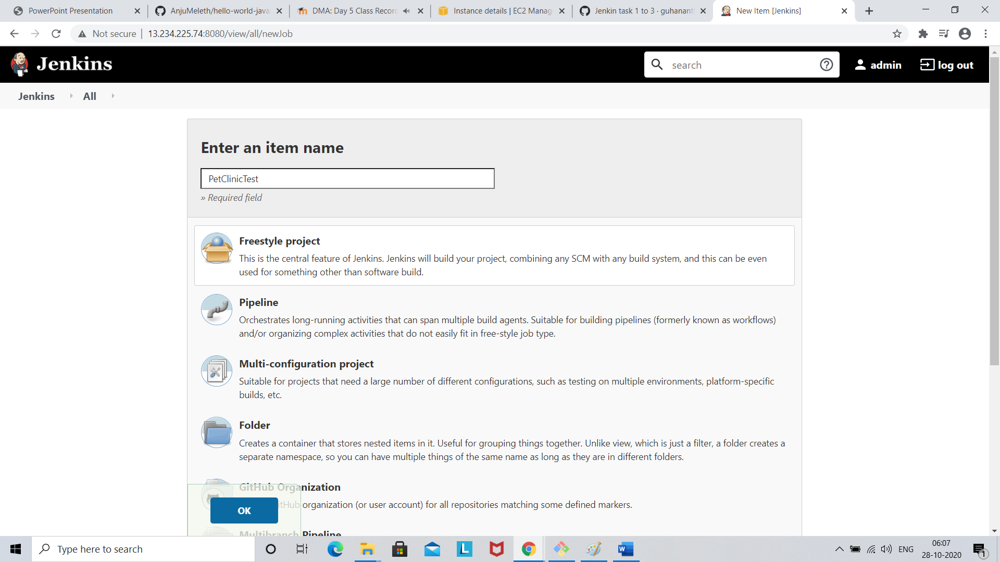 PowerPoint Presentation
AnjuMeleth/hello-world-java
DMA: Day 5 Class Record
Instance details | EC2 Manag
Jenkin task 1 to 3 · guhanant
New Item [Jenkins]
Not secure
13.234.225.74:8080/view/all/newJob
Jenkins
search
admin
log out
Jenkins
All
Enter an item name
PetClinicTest
» Required field
Freestyle project
This is the central feature of Jenkins. Jenkins will build your project, combining any SCM with any build system, and this can be even
used for something other than software build.
Pipeline
Orchestrates long-running activities that can span multiple build agents. Suitable for building pipelines (formerly known as workflows)
and/or organizing complex activities that do not easily fit in free-style job type.
Multi-configuration project
Suitable for projects that need a large number of different configurations, such as testing on multiple environments, platform-specific
builds, etc.
Folder
Creates a container that stores nested items in it. Useful for grouping things together. Unlike view, which is just a filter, a folder creates a
separate namespace, so you can have multiple things of the same name as long as they are in different folders.
GitHub Organization
organization (or user account) for all repositories matching some defined markers.
OK
Multibranch Pipeline
Type here to search
ENG
06:07
28-10-2020
1